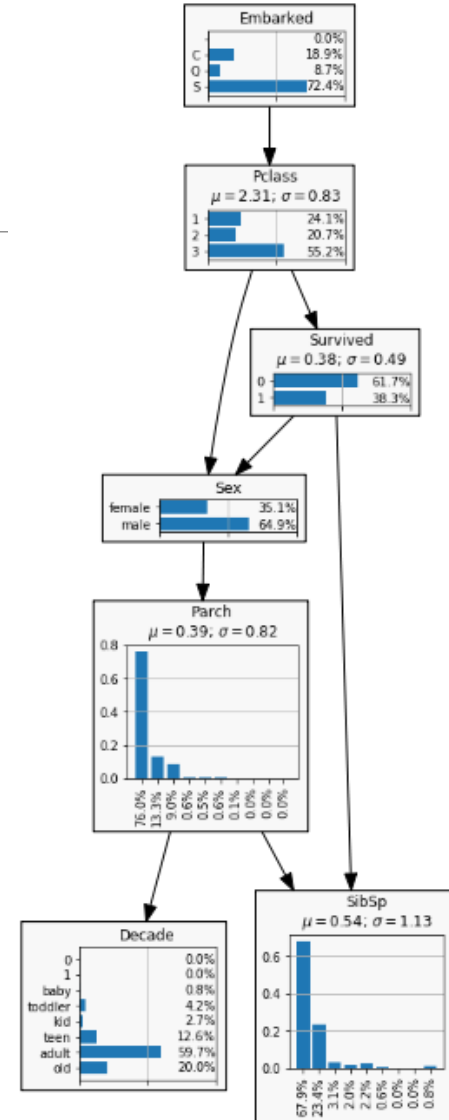 Embarked
0.0%
C 18.9%
Q 8.7%
S 72.4%
Pclass
μ = 2.31; σ = 0.83
1 24.1%
2 20.7%
3 55.2%
Survived
μ = 0.38; σ = 0.49
0 61.7%
1 38.3%
Sex
female 35.1%
male 64.9%
Parch
μ = 0.39; σ = 0.82
0.8
0.6
0.4
0.2
0.0
76.0% 13.3% 9.0% 0.6% 0.5% 0.6% 0.1% 0.0% 0.0% 0.0%
Decade
0 0.0%
1 0.0%
baby 0.8%
toddler 4.2%
kid 2.7%
teen 12.6%
adult 59.7%
old 20.0%
SibSp
μ = 0.54; σ = 1.13
0.6
0.4
0.2
0.0
67.9% 23.4% 3.1% 2.0% 2.2% 0.6% 0.0% 0.0% 0.8%